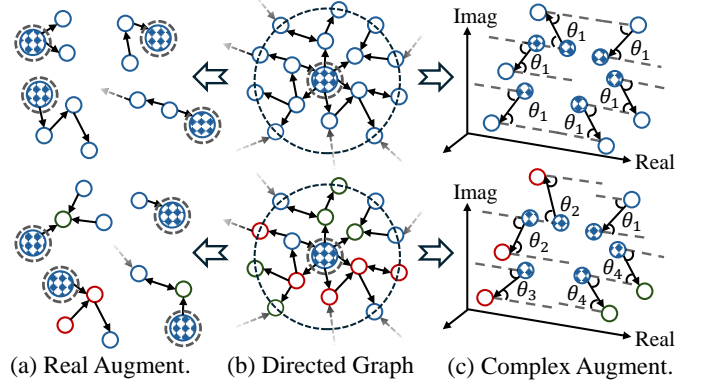 Imag
θ₁
θ₁
θ₁
θ₁
θ₁
θ₁
Real
Imag
θ₂
θ₁
θ₂
θ₄
θ₃
θ₄
Real
(a) Real Augment. (b) Directed Graph (c) Complex Augment.